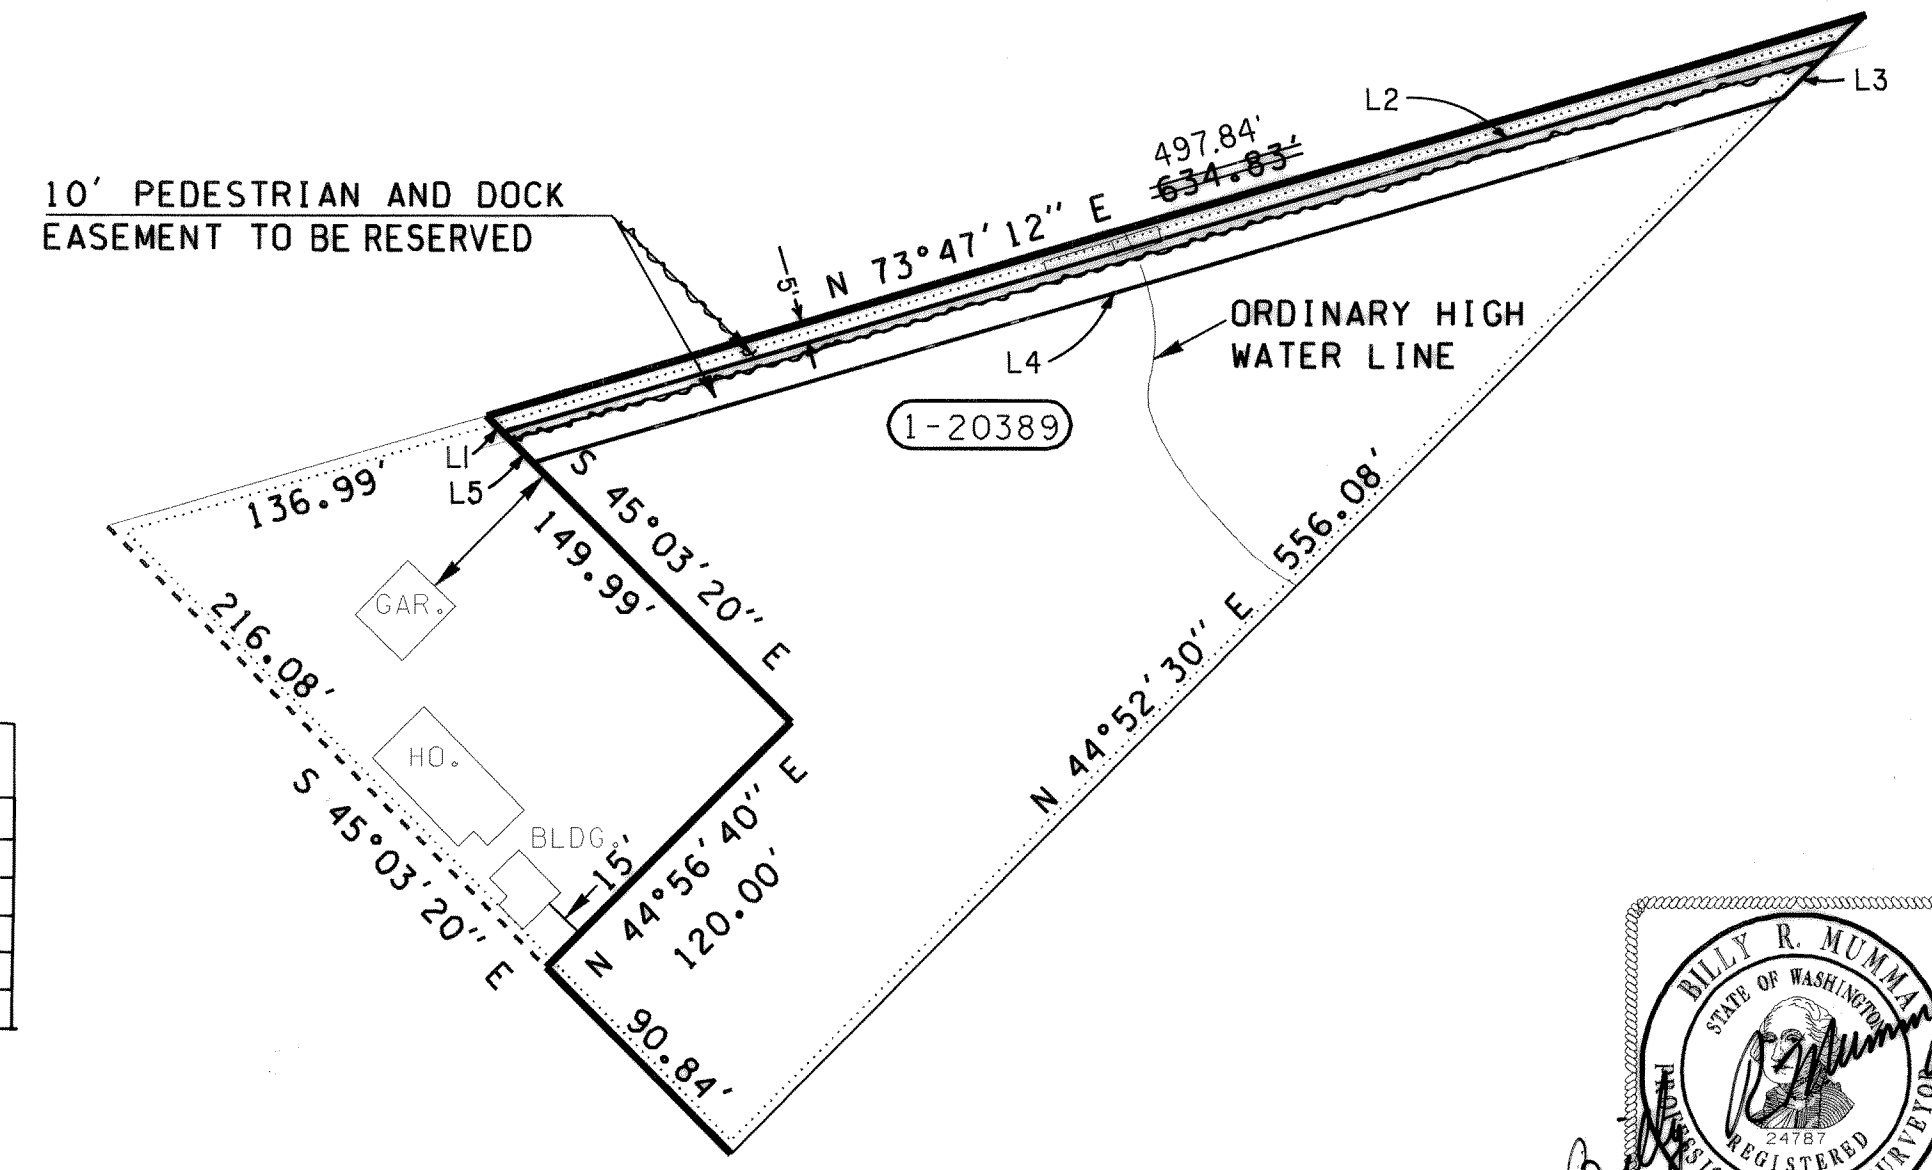 L2
L3
497.84'
634.83'
10' PEDESTRIAN AND DOCK
EASEMENT TO BE RESERVED
5'
N 73°47'12" E
ORDINARY HIGH
WATER LINE
L4
1-20389
L1
L5
136.99'
S 45°03'20" E
149.99'
556.08'
GAR.
216.08'
N 44°52'30" E
HO.
BLDG.
15'
S 45°03'20" E
N 44°56'40" E
120.00'
90.84'
BILLY R. MUMMA
STATE OF WASHINGTON
24787
REGISTERED